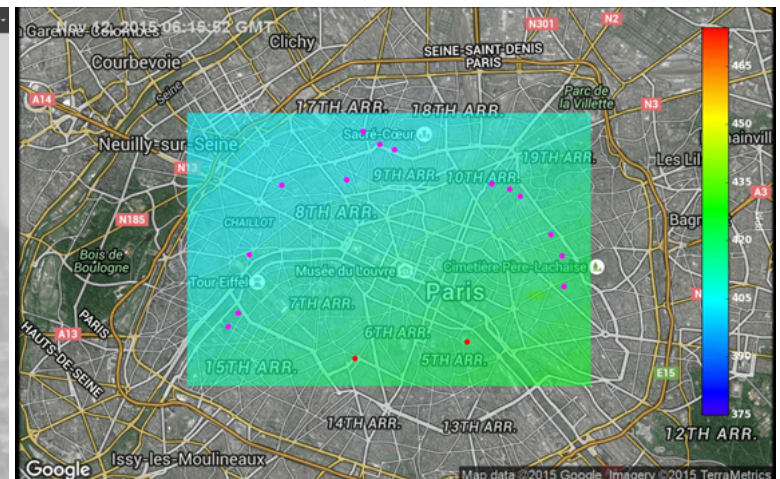 Nov 12, 2015 06:15:52 GMT
N301
N2
Garenne-Colombes
Clichy
SEINE-SAINT-DENIS
PARIS
465
Courbevoie
Seine
Parc de
la Villette
A14
17TH ARR.
18TH ARR.
N3
450
Sacré-Cœur
Neuilly-sur-Seine
19TH ARR.
Les Lil
ainvill
N13
9TH ARR.
10TH ARR.
435
A3
8TH ARR.
N185
CHAILLOT
Bagn
420
Bois de
Boulogne
Musée du Louvre
Cimetière Père-Lachaise
Tour Eiffel
Paris
405
7TH ARR.
PARIS
HAUTS-DE-SEINE
A13
6TH ARR.
5TH ARR.
390
15TH ARR.
E15
375
14TH ARR.
13TH ARR.
12TH ARR.
Issy-les-Moulineaux
Google
Map data ©2015 Google Imagery ©2015 TerraMetrics